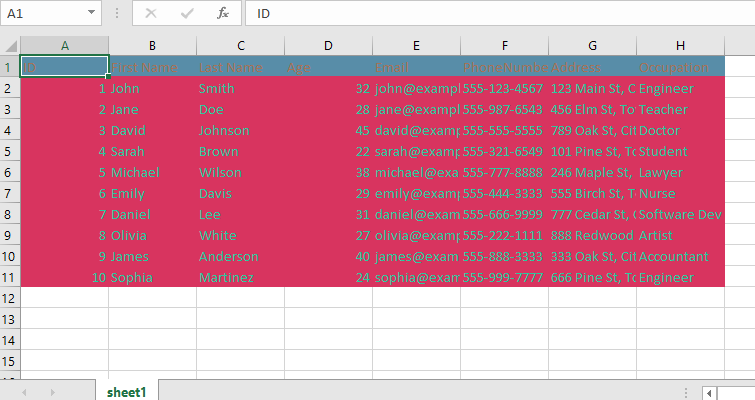 A1 fx ID
A B C D E F G H
1 ID First Name Last Name Age Email PhoneNumbe Address Occupation
2 1 John Smith 32 john@exampl 555-123-4567 123 Main St, C Engineer
3 2 Jane Doe 28 jane@exampl 555-987-6543 456 Elm St, To Teacher
4 3 David Johnson 45 david@examp 555-555-5555 789 Oak St, Cit Doctor
5 4 Sarah Brown 22 sarah@examp 555-321-6549 101 Pine St, To Student
6 5 Michael Wilson 38 michael@exa 555-777-8888 246 Maple St, Lawyer
7 6 Emily Davis 29 emily@examp 555-444-3333 555 Birch St, T Nurse
8 7 Daniel Lee 31 daniel@exam 555-666-9999 777 Cedar St, Software Dev
9 8 Olivia White 27 olivia@examp 555-222-1111 888 Redwood Artist
10 9 James Anderson 40 james@exam 555-888-3333 333 Oak St, Cit Accountant
11 10 Sophia Martinez 24 sophia@exam 555-999-7777 666 Pine St, To Engineer
12
13
14
15
sheet1